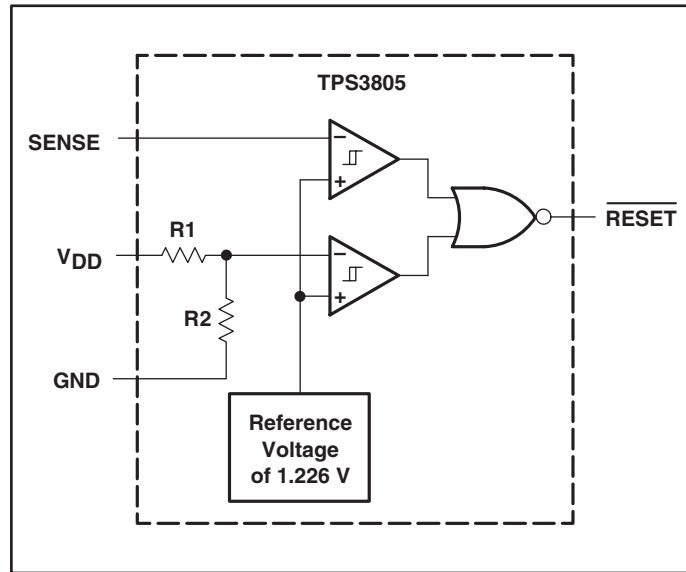 TPS3805
SENSE
−
+
RESET
R1
VDD
−
+
R2
GND
Reference
Voltage
of 1.226 V